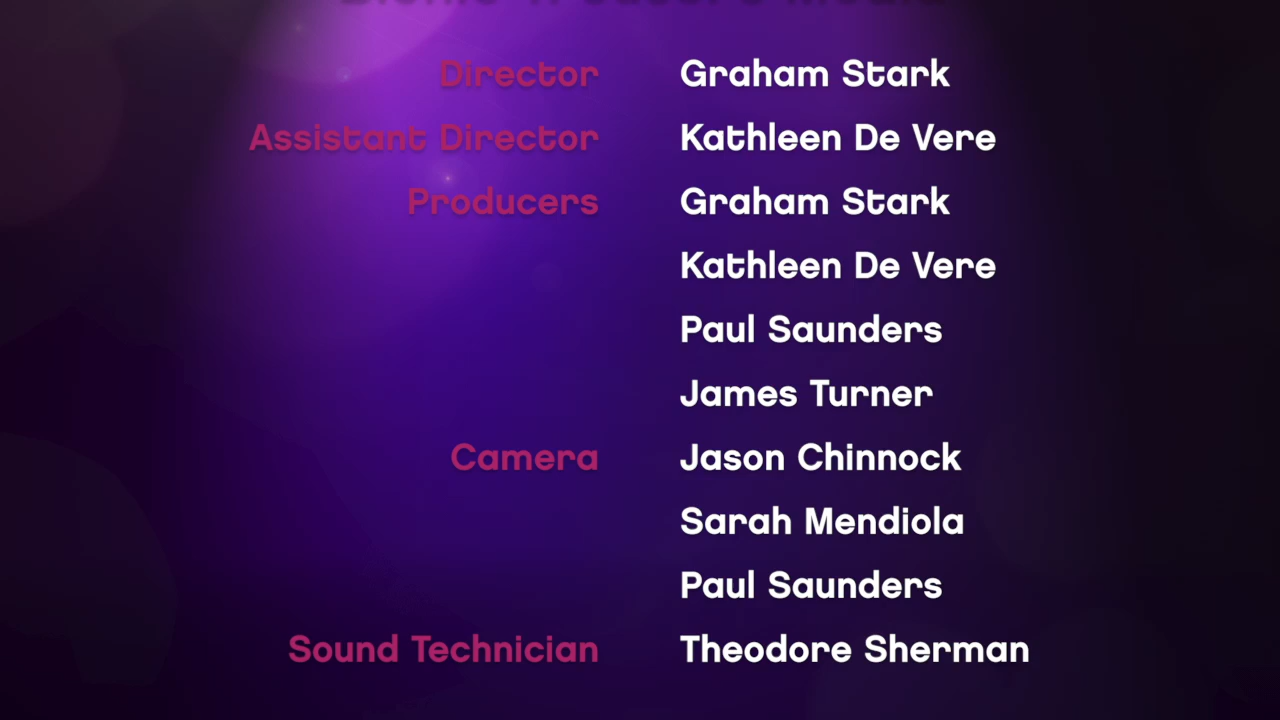 Director Graham Stark
Assistant Director Kathleen De Vere
Producers Graham Stark
Kathleen De Vere
Paul Saunders
James Turner
Camera Jason Chinnock
Sarah Mendiola
Paul Saunders
Sound Technician Theodore Sherman